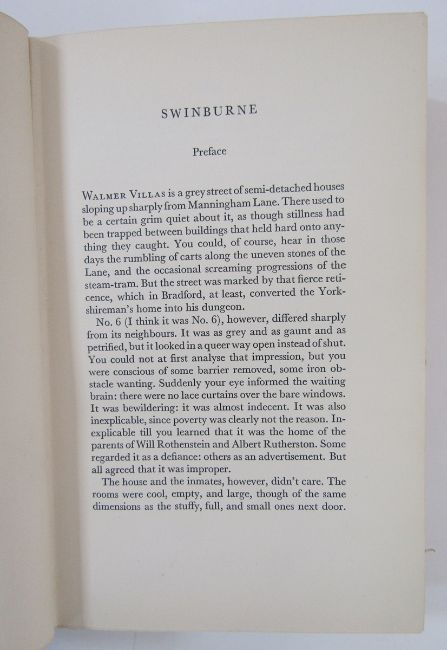 SWINBURNE
Preface
WALMER VILLAS is a grey street of semi-detached houses
sloping up sharply from Manningham Lane. There used to
be a certain grim quiet about it, as though stillness had
been trapped between buildings that held hard onto any-
thing they caught. You could, of course, hear in those
days the rumbling of carts along the uneven stones of the
Lane, and the occasional screaming progressions of the
steam-tram. But the street was marked by that fierce reti-
cence, which in Bradford, at least, converted the York-
shireman's home into his dungeon.
No. 6 (I think it was No. 6), however, differed sharply
from its neighbours. It was as grey and as gaunt and as
petrified, but it looked in a queer way open instead of shut.
You could not at first analyse that impression, but you
were conscious of some barrier removed, some iron ob-
stacle wanting. Suddenly your eye informed the waiting
brain: there were no lace curtains over the bare windows.
It was bewildering: it was almost indecent. It was also
inexplicable, since poverty was clearly not the reason. In-
explicable till you learned that it was the home of the
parents of Will Rothenstein and Albert Rutherston. Some
regarded it as a defiance: others as an advertisement. But
all agreed that it was improper.
The house and the inmates, however, didn't care. The
rooms were cool, empty, and large, though of the same
dimensions as the stuffy, full, and small ones next door.